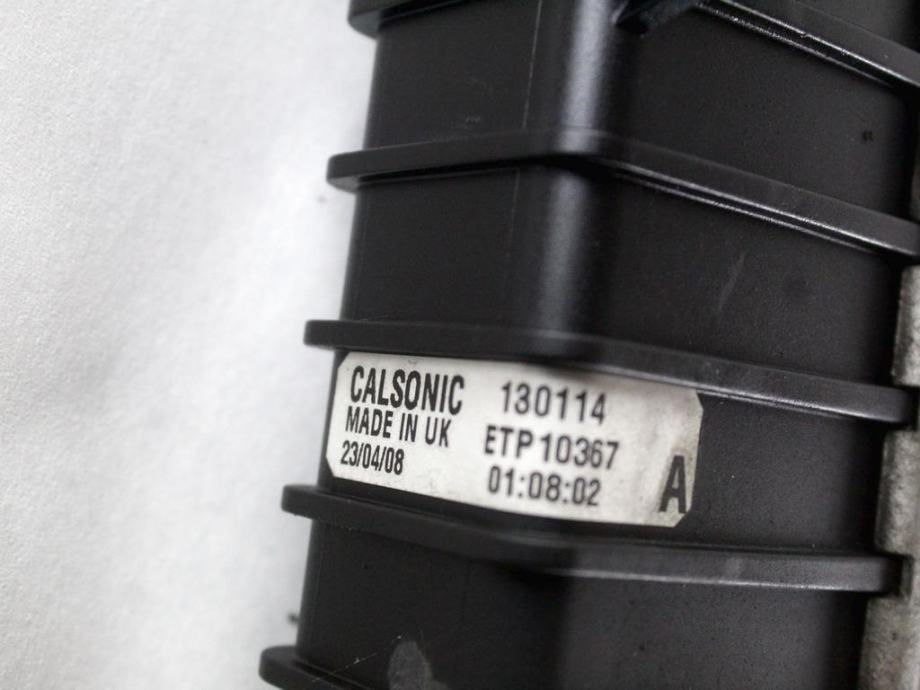 CALSONIC
MADE IN UK
23/04/08
130114
ETP10367
01:08:02
A